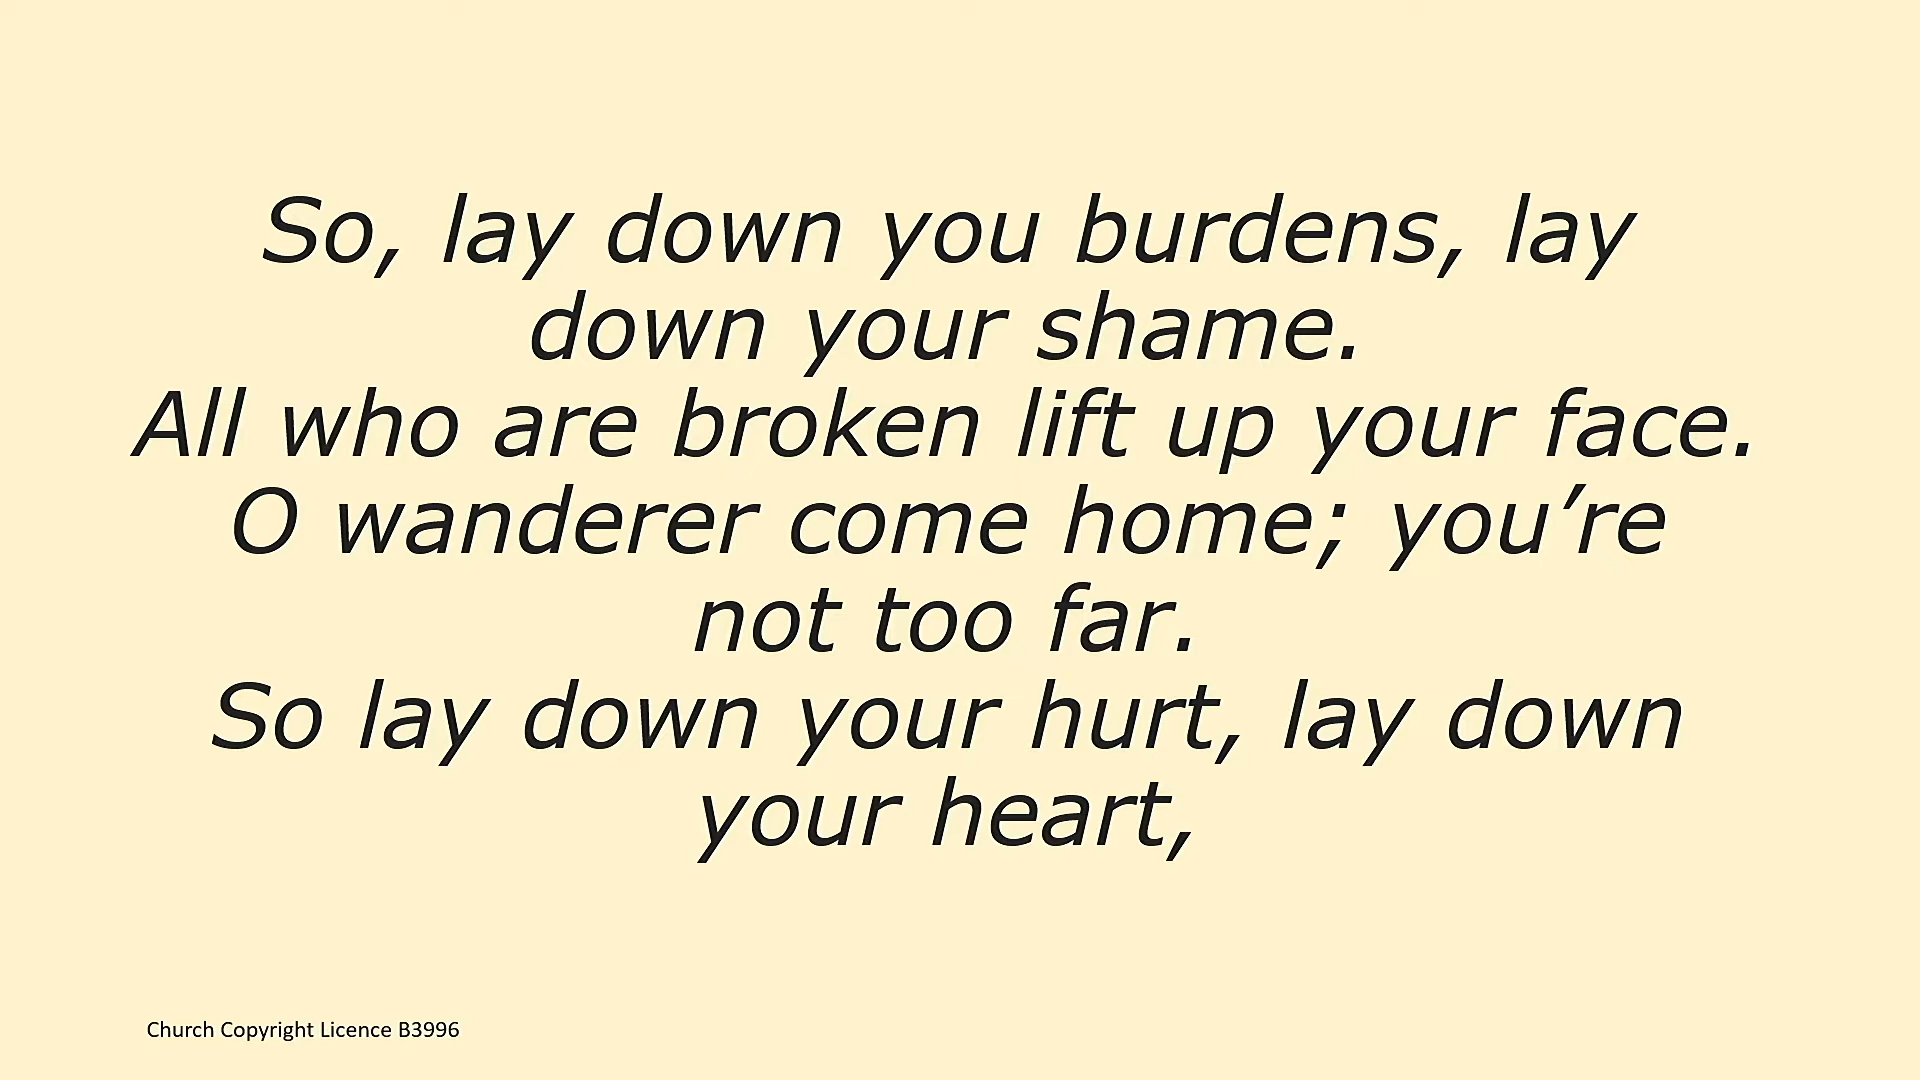 So, lay down you burdens, lay
down your shame.
All who are broken lift up your face.
O wanderer come home; you’re
not too far.
So lay down your hurt, lay down
your heart,
Church Copyright Licence B3996